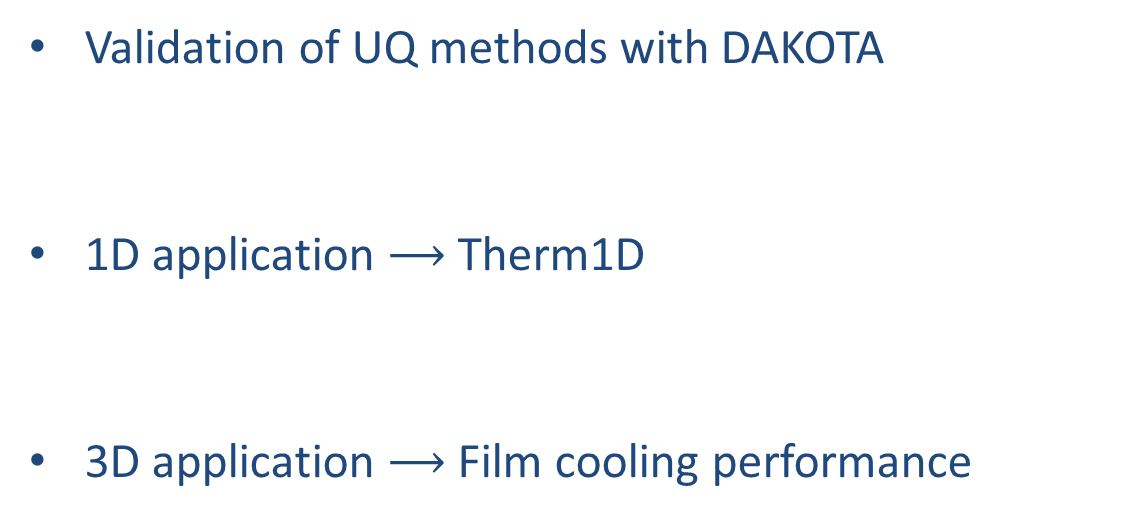 • Validation of UQ methods with DAKOTA
• 1D application ⟶ Therm1D
• 3D application ⟶ Film cooling performance